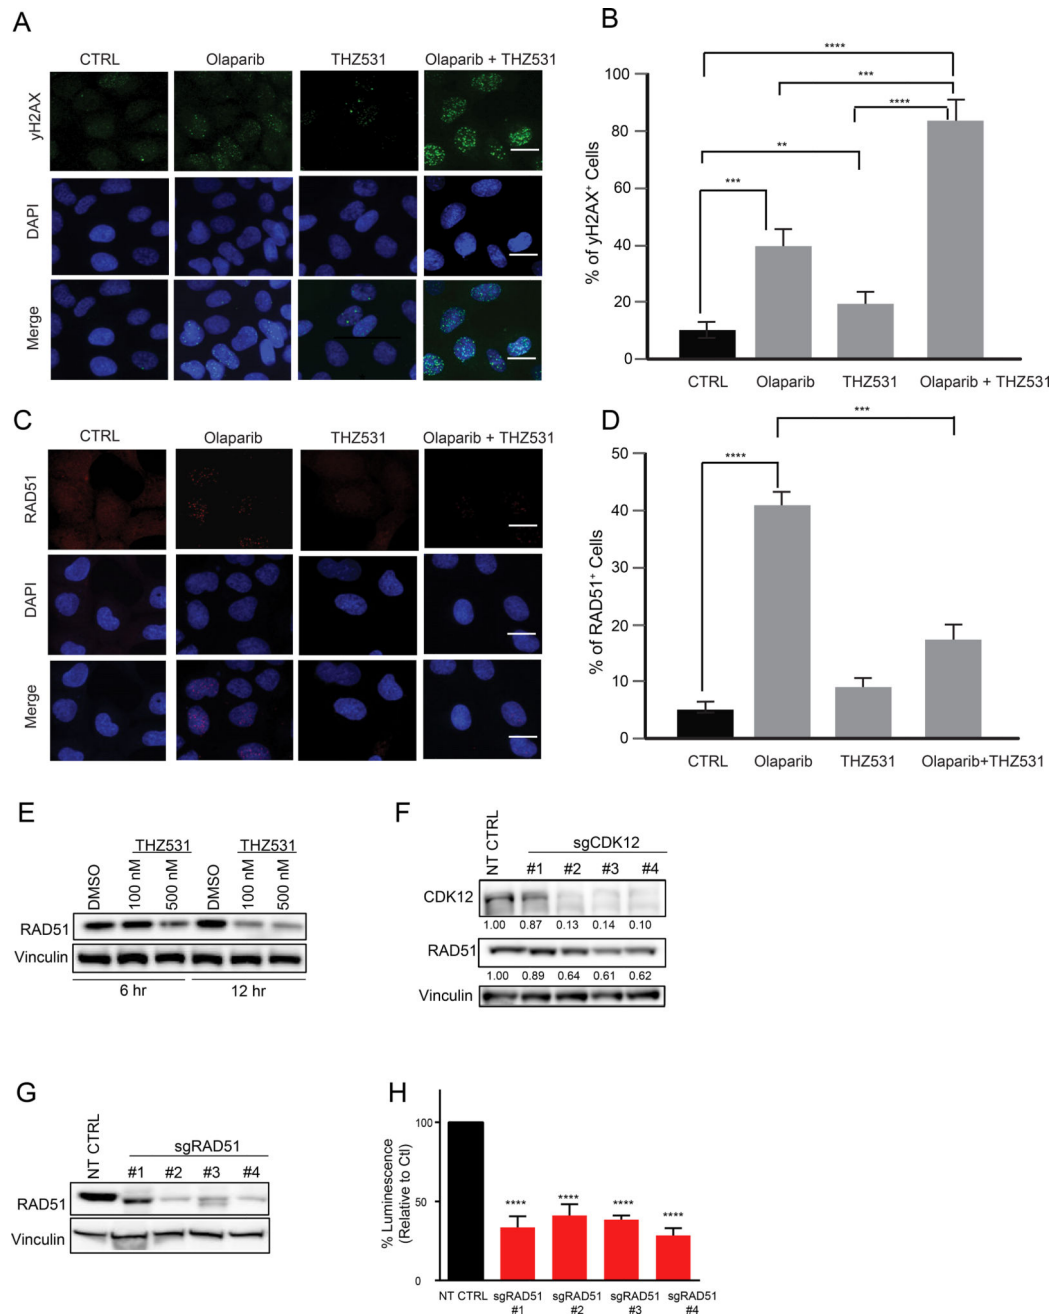 A
CTRL Olaparib THZ531 Olaparib + THZ531
yH2AX
DAPI
Merge
B
**** 
***
****
**
***
% of yH2AX+ Cells
100
80
60
40
20
0
CTRL Olaparib THZ531 Olaparib + THZ531
C
CTRL Olaparib THZ531 Olaparib + THZ531
RAD51
DAPI
Merge
D
***
****
% of RAD51+ Cells
50
40
30
20
10
0
CTRL Olaparib THZ531 Olaparib+THZ531
E
THZ531 THZ531
DMSO 100 nM 500 nM DMSO 100 nM 500 nM
RAD51
Vinculin
6 hr 12 hr
F
NT CTRL sgCDK12
#1 #2 #3 #4
CDK12
1.00 0.87 0.13 0.14 0.10
RAD51
1.00 0.89 0.64 0.61 0.62
Vinculin
G
NT CTRL sgRAD51
#1 #2 #3 #4
RAD51
Vinculin
H
% Luminescence
(Relative to Ctl)
100
50
0
**** **** **** ****
NT CTRL sgRAD51 sgRAD51 sgRAD51 sgRAD51
#1 #2 #3 #4